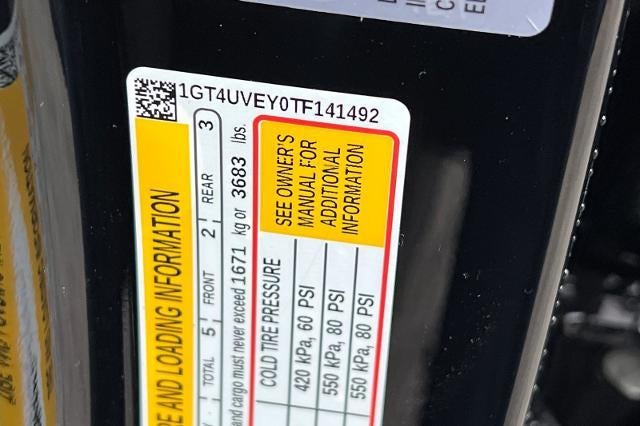 1GT4UVEY0TF141492
RE AND LOADING INFORMATION
TOTAL 5 FRONT 2 REAR 3
and cargo must never exceed 1671 kg or 3683 lbs.
COLD TIRE PRESSURE
420 kPa, 60 PSI
550 kPa, 80 PSI
550 kPa, 80 PSI
SEE OWNER'S
MANUAL FOR
ADDITIONAL
INFORMATION